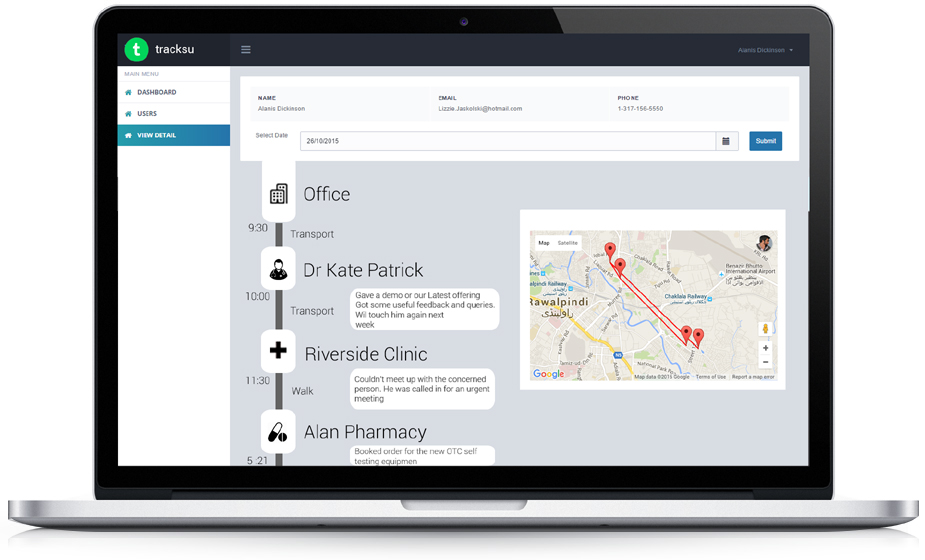 tracksu
Alanis Dickinson
MAIN MENU
DASHBOARD
USERS
VIEW DETAIL
NAME
Alanis Dickinson
EMAIL
Lizzie.Jaskolski@hotmail.com
PHONE
1-317-156-5550
Select Date
26/10/2015
Submit
Office
9:30
Transport
Dr Kate Patrick
10:00
Transport
Gave a demo or our Latest offering
Got some useful feedback and queries.
Wil touch him again next
week
Riverside Clinic
11:30
Walk
Couldn't meet up with the concerned
person. He was called in for an urgent
meeting
Alan Pharmacy
5 :21
Booked order for the new OTC self
testing equipmen
Map
Satellite
Benazir Bhutto
International Airport
Chaklala Railway
راولپنڈی
Rawalpindi
N5
National Park Rd
Google
Map data ©2015 Google
Terms of Use
Report a map error